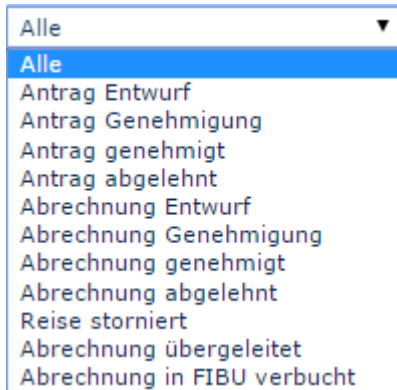 Alle
Alle
Antrag Entwurf
Antrag Genehmigung
Antrag genehmigt
Antrag abgelehnt
Abrechnung Entwurf
Abrechnung Genehmigung
Abrechnung genehmigt
Abrechnung abgelehnt
Reise storniert
Abrechnung übergeleitet
Abrechnung in FIBU verbucht